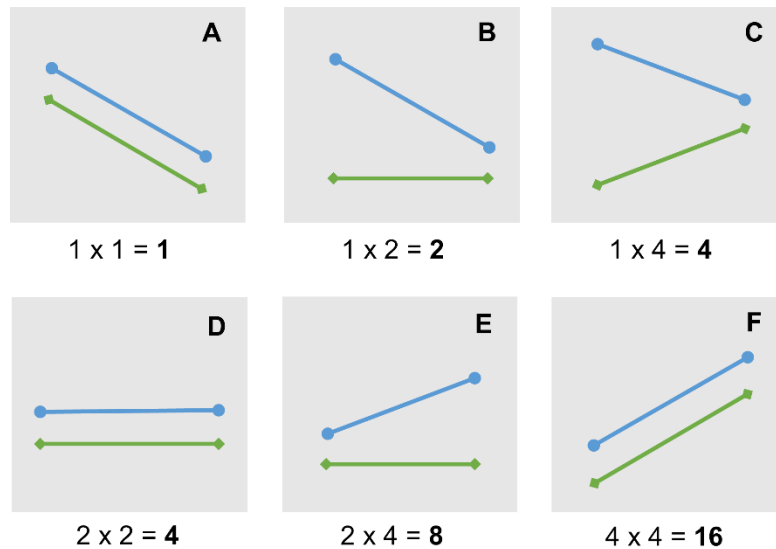 A
B
C
1 x 1 = 1
1 x 2 = 2
1 x 4 = 4
D
E
F
2 x 2 = 4
2 x 4 = 8
4 x 4 = 16